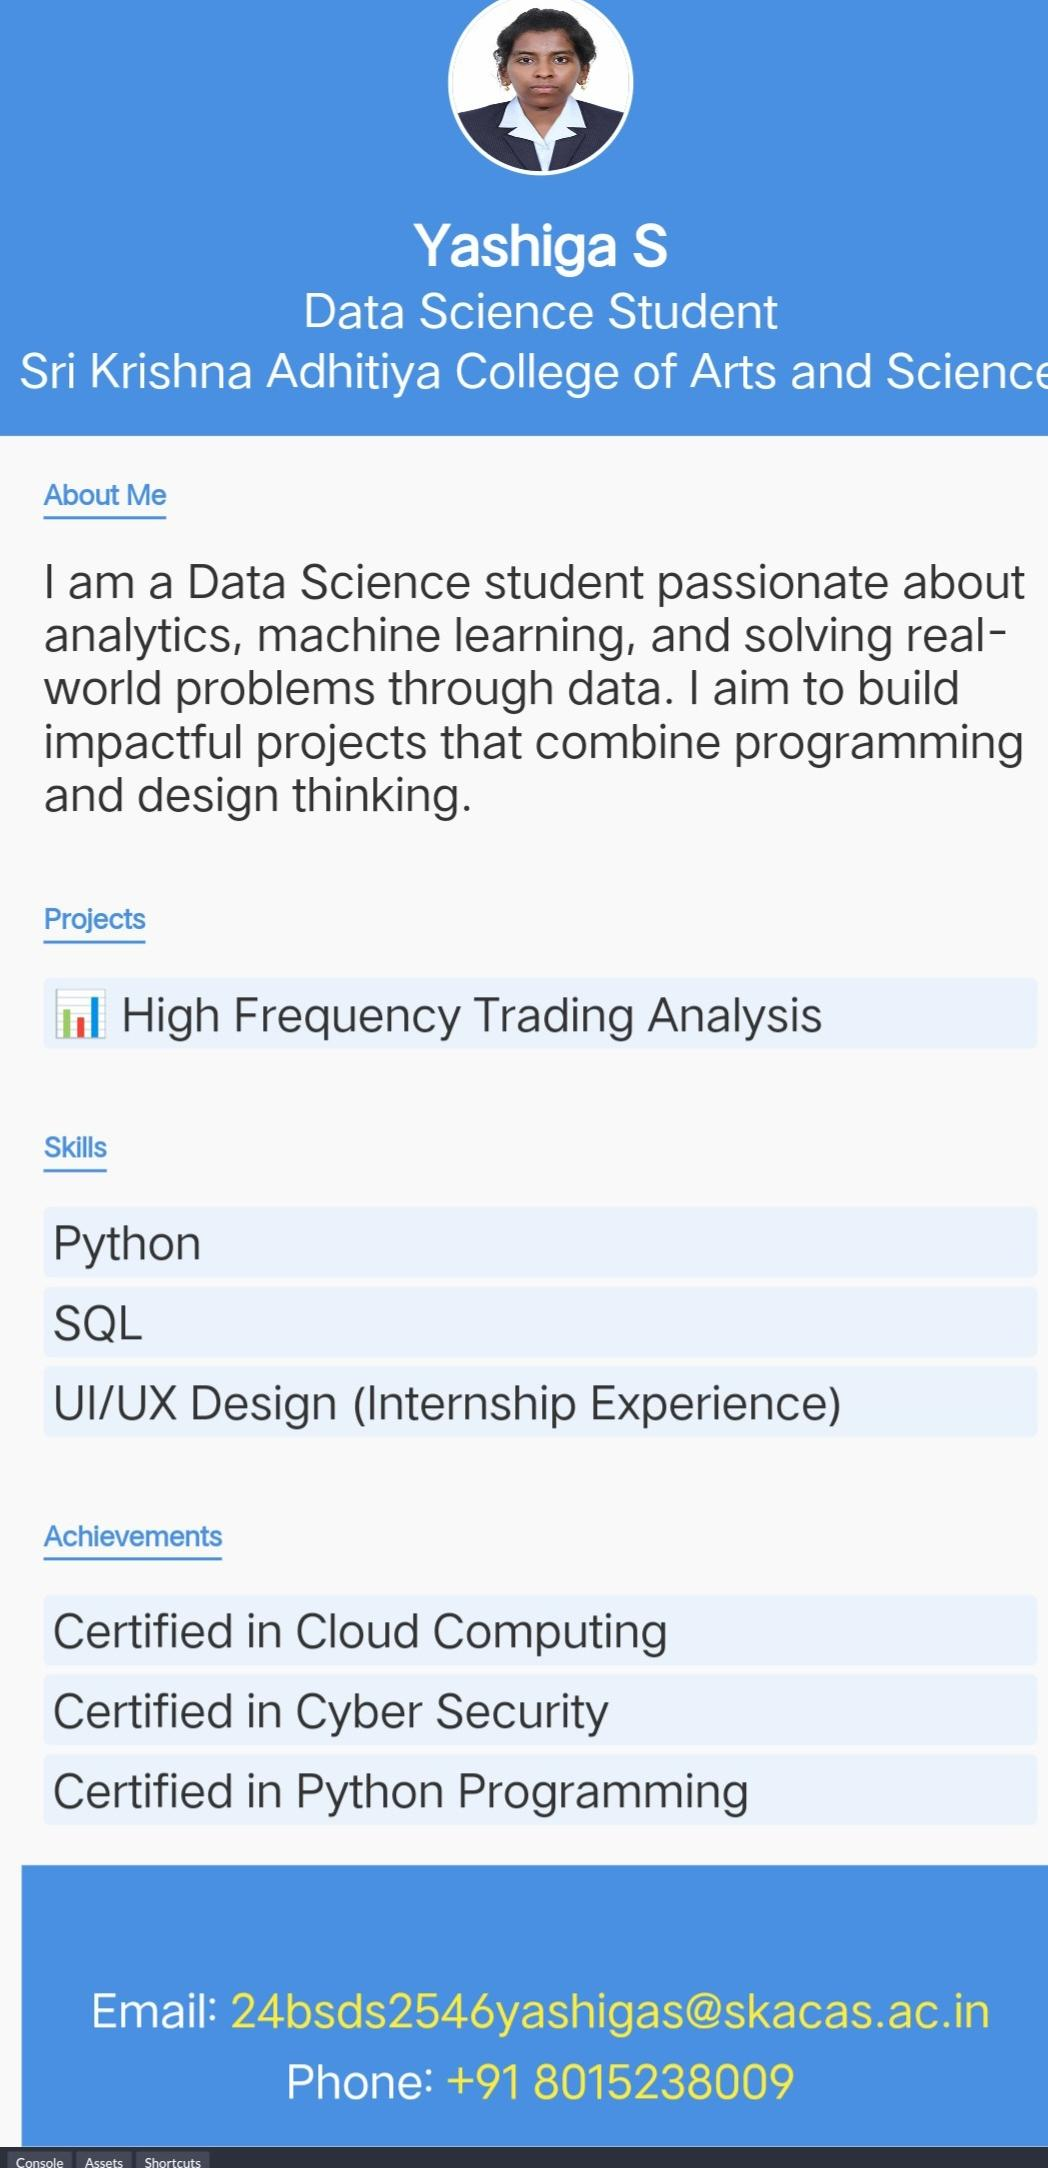 Yashiga S
Data Science Student
Sri Krishna Adhitiya College of Arts and Science
About Me
I am a Data Science student passionate about
analytics, machine learning, and solving real-
world problems through data. I aim to build
impactful projects that combine programming
and design thinking.
Projects
📊 High Frequency Trading Analysis
Skills
Python
SQL
UI/UX Design (Internship Experience)
Achievements
Certified in Cloud Computing
Certified in Cyber Security
Certified in Python Programming
Email: 24bsds2546yashigas@skacas.ac.in
Phone: +91 8015238009
Console Assets Shortcuts